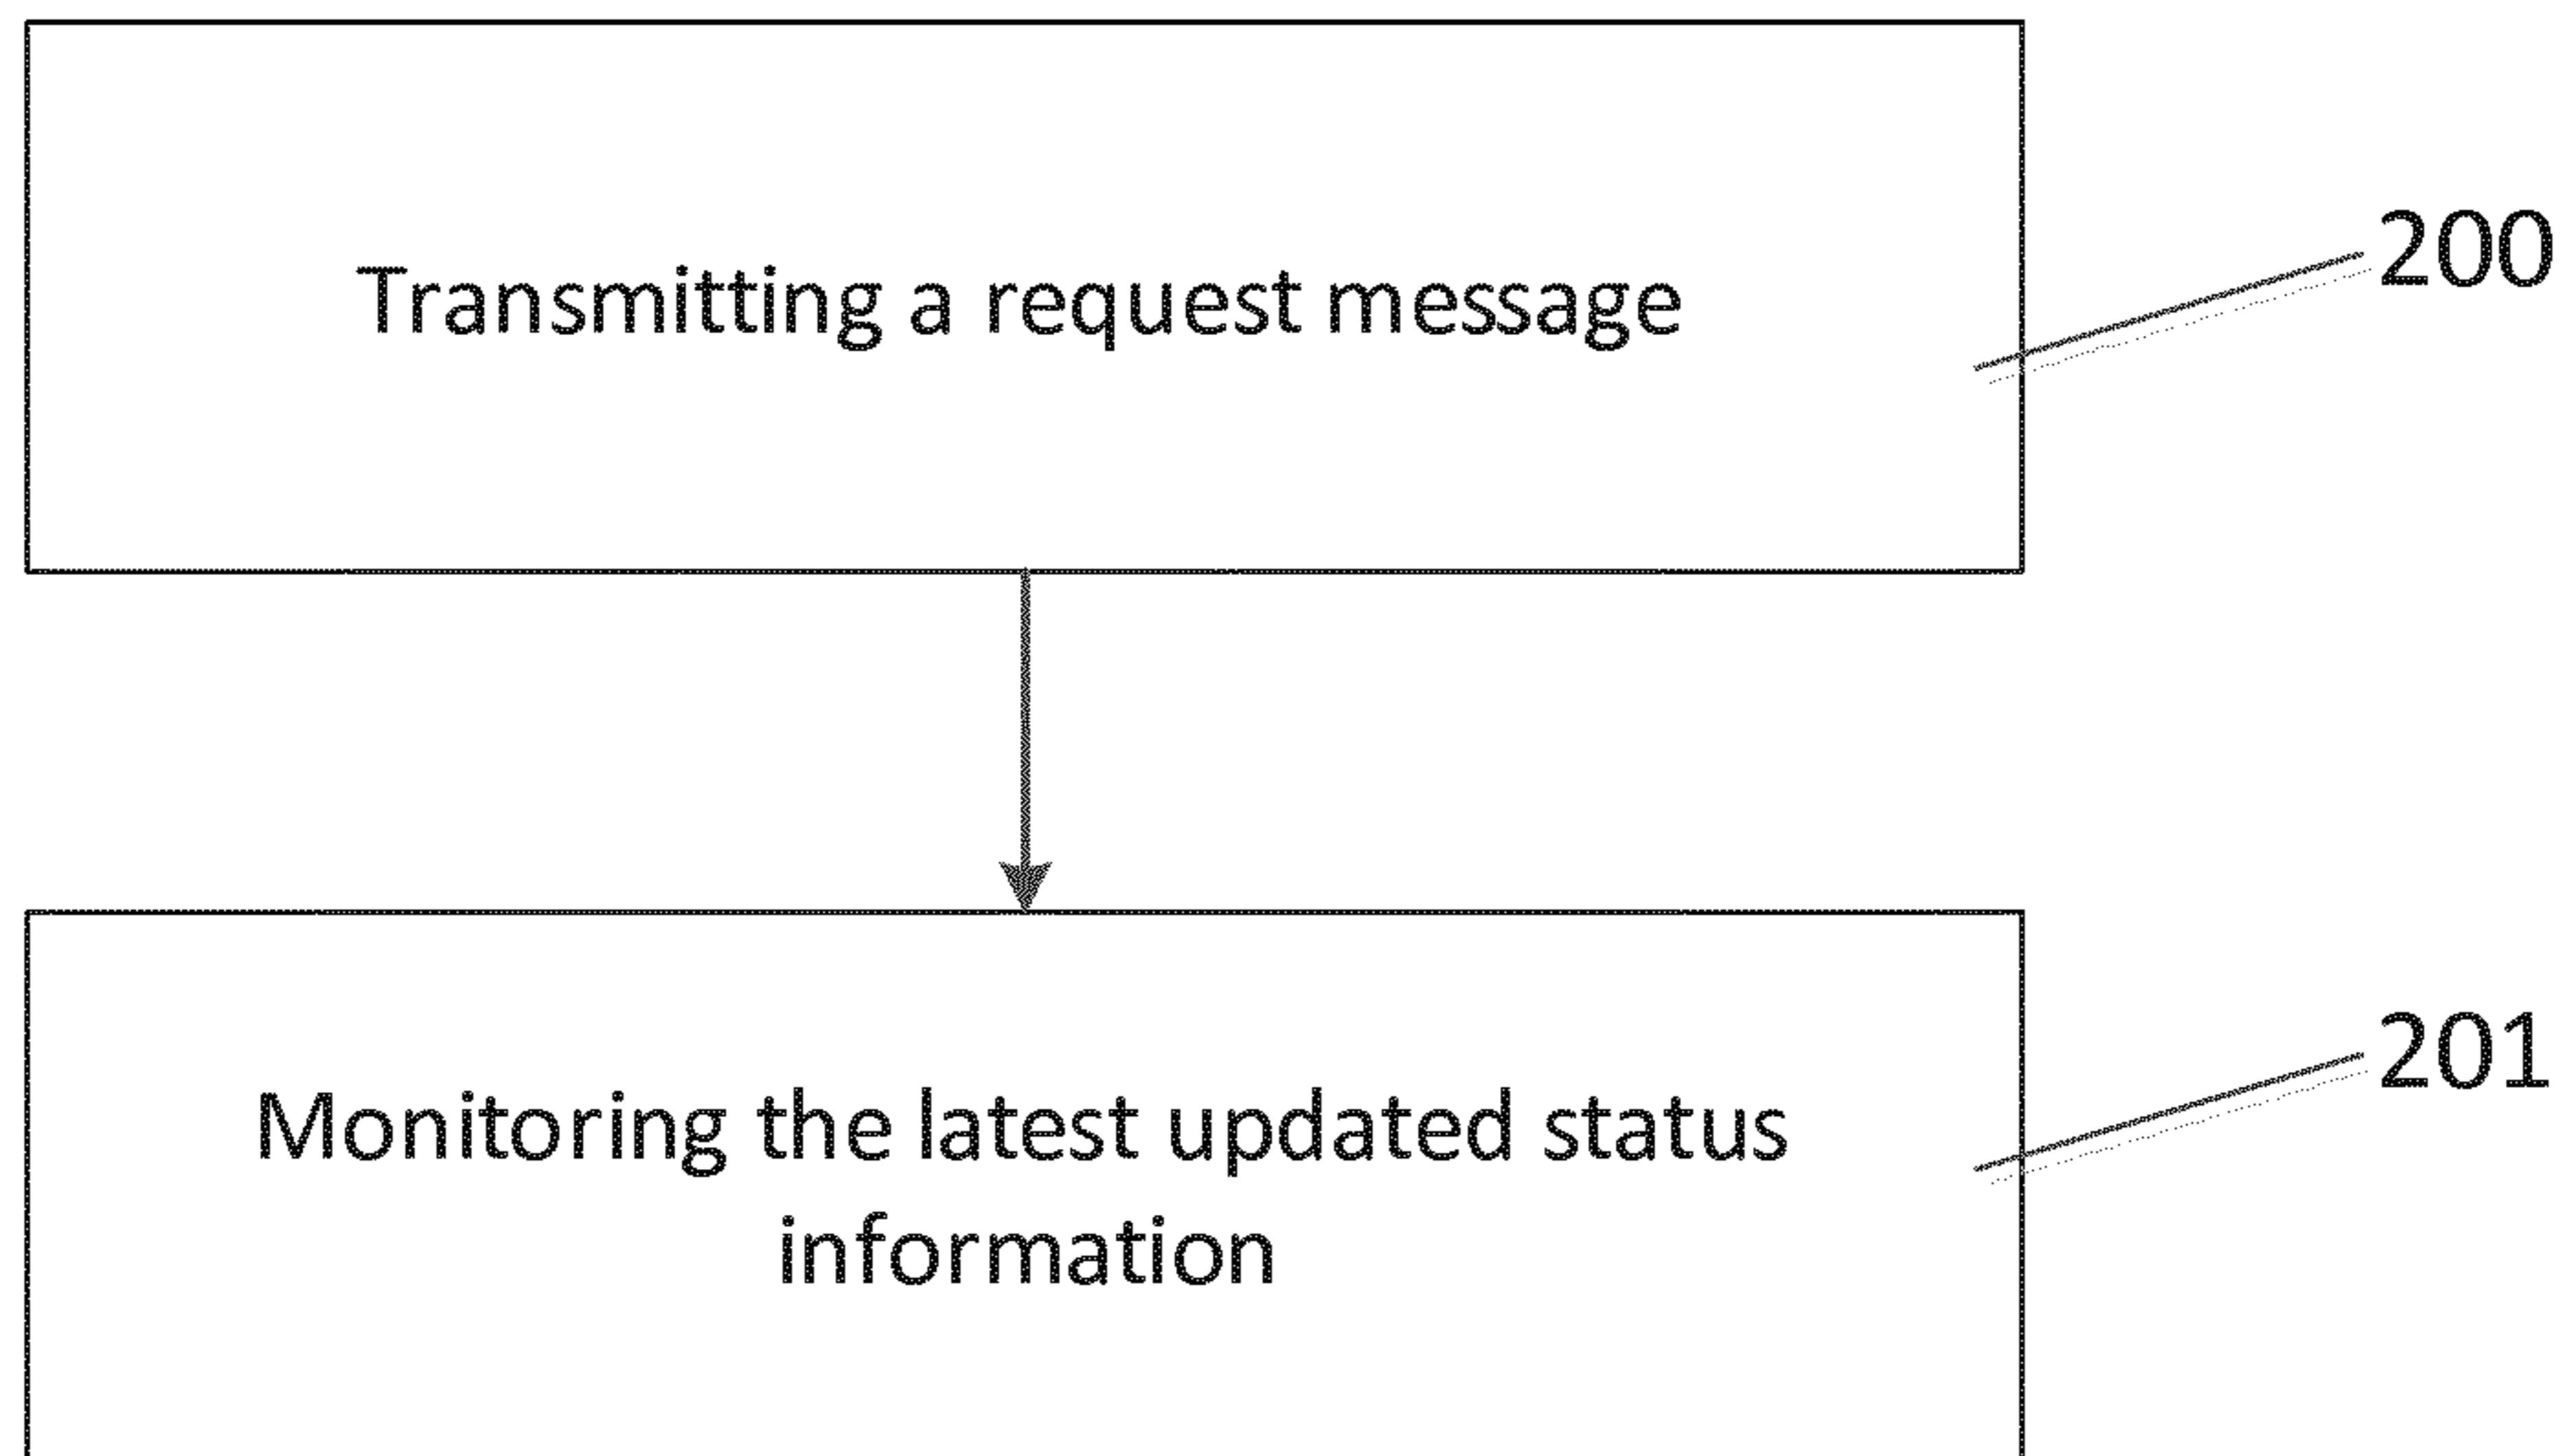 Transmitting a request message
200
Monitoring the latest updated status
information
201